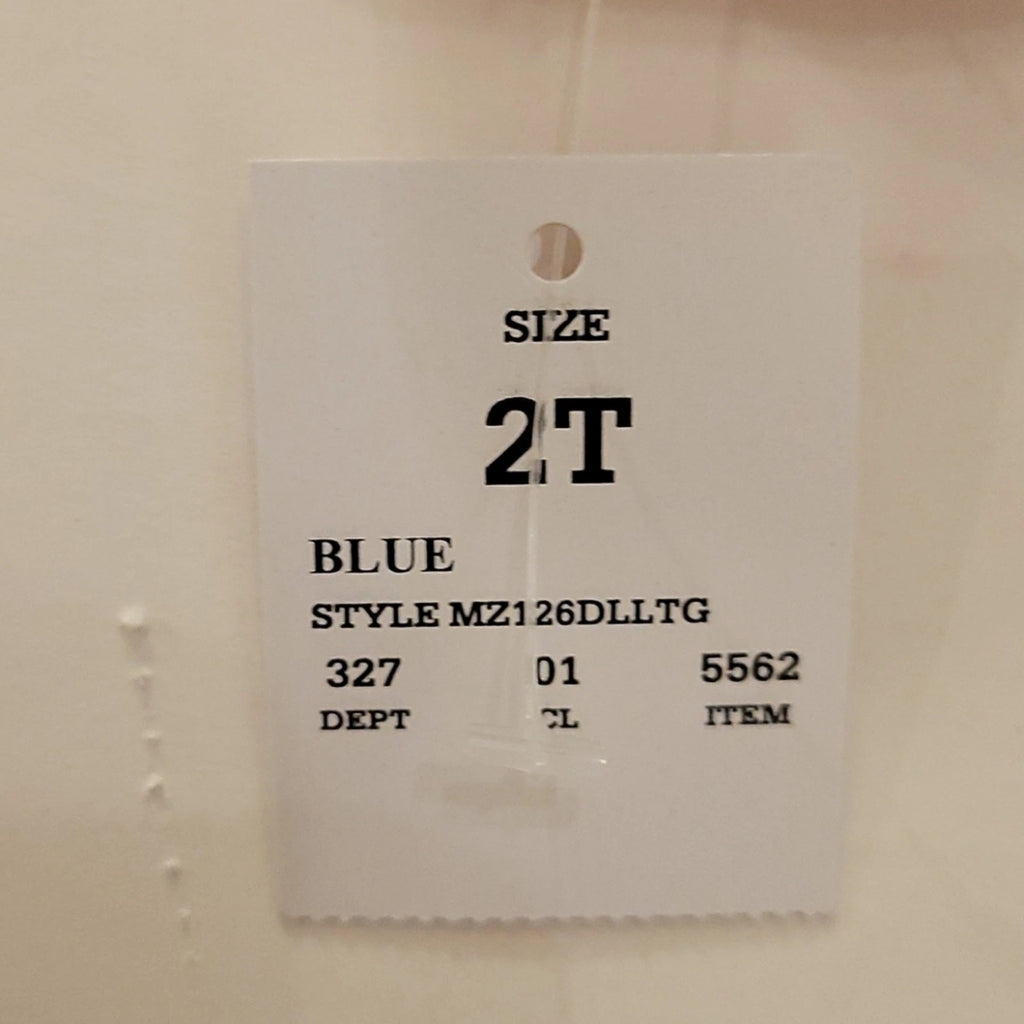 SIZE
2T
BLUE
STYLE MZ126DLLTG
327 01 5562
DEPT CL ITEM